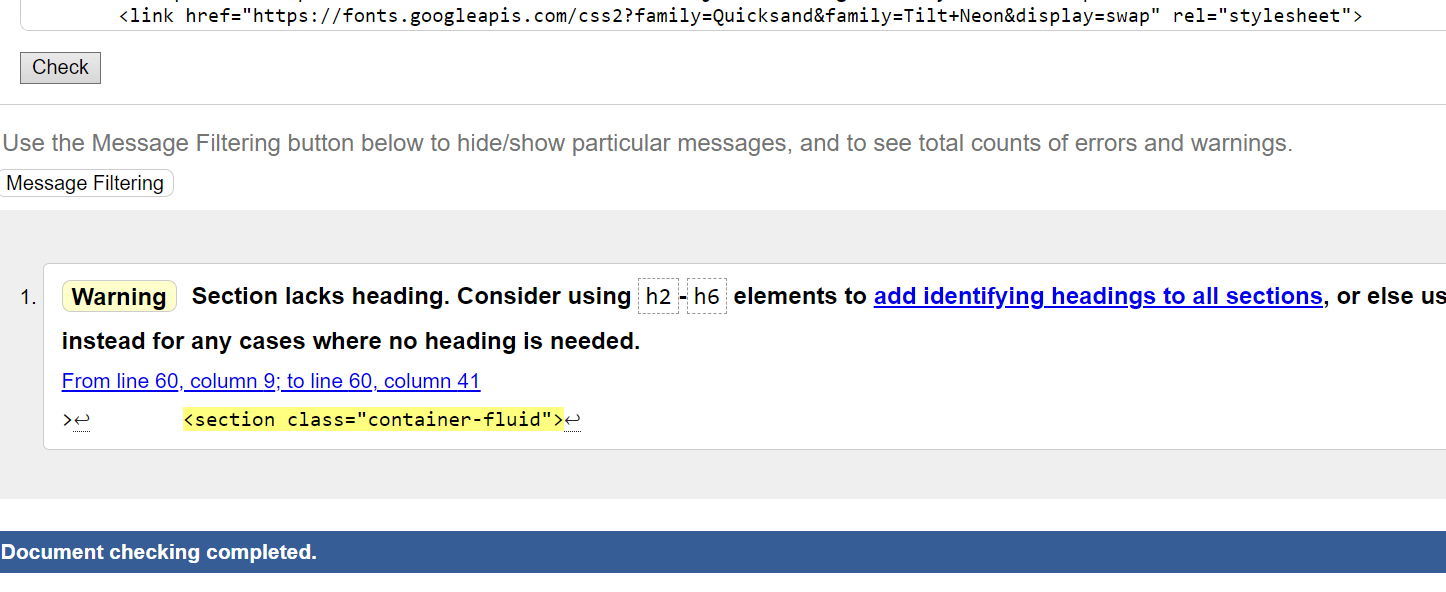 <link href="https://fonts.googleapis.com/css2?family=Quicksand&family=Tilt+Neon&display=swap" rel="stylesheet">
Check
Use the Message Filtering button below to hide/show particular messages, and to see total counts of errors and warnings.
Message Filtering
1. Warning Section lacks heading. Consider using h2-h6 elements to add identifying headings to all sections, or else us
instead for any cases where no heading is needed.
From line 60, column 9; to line 60, column 41
>↩ <section class="container-fluid">↩
Document checking completed.